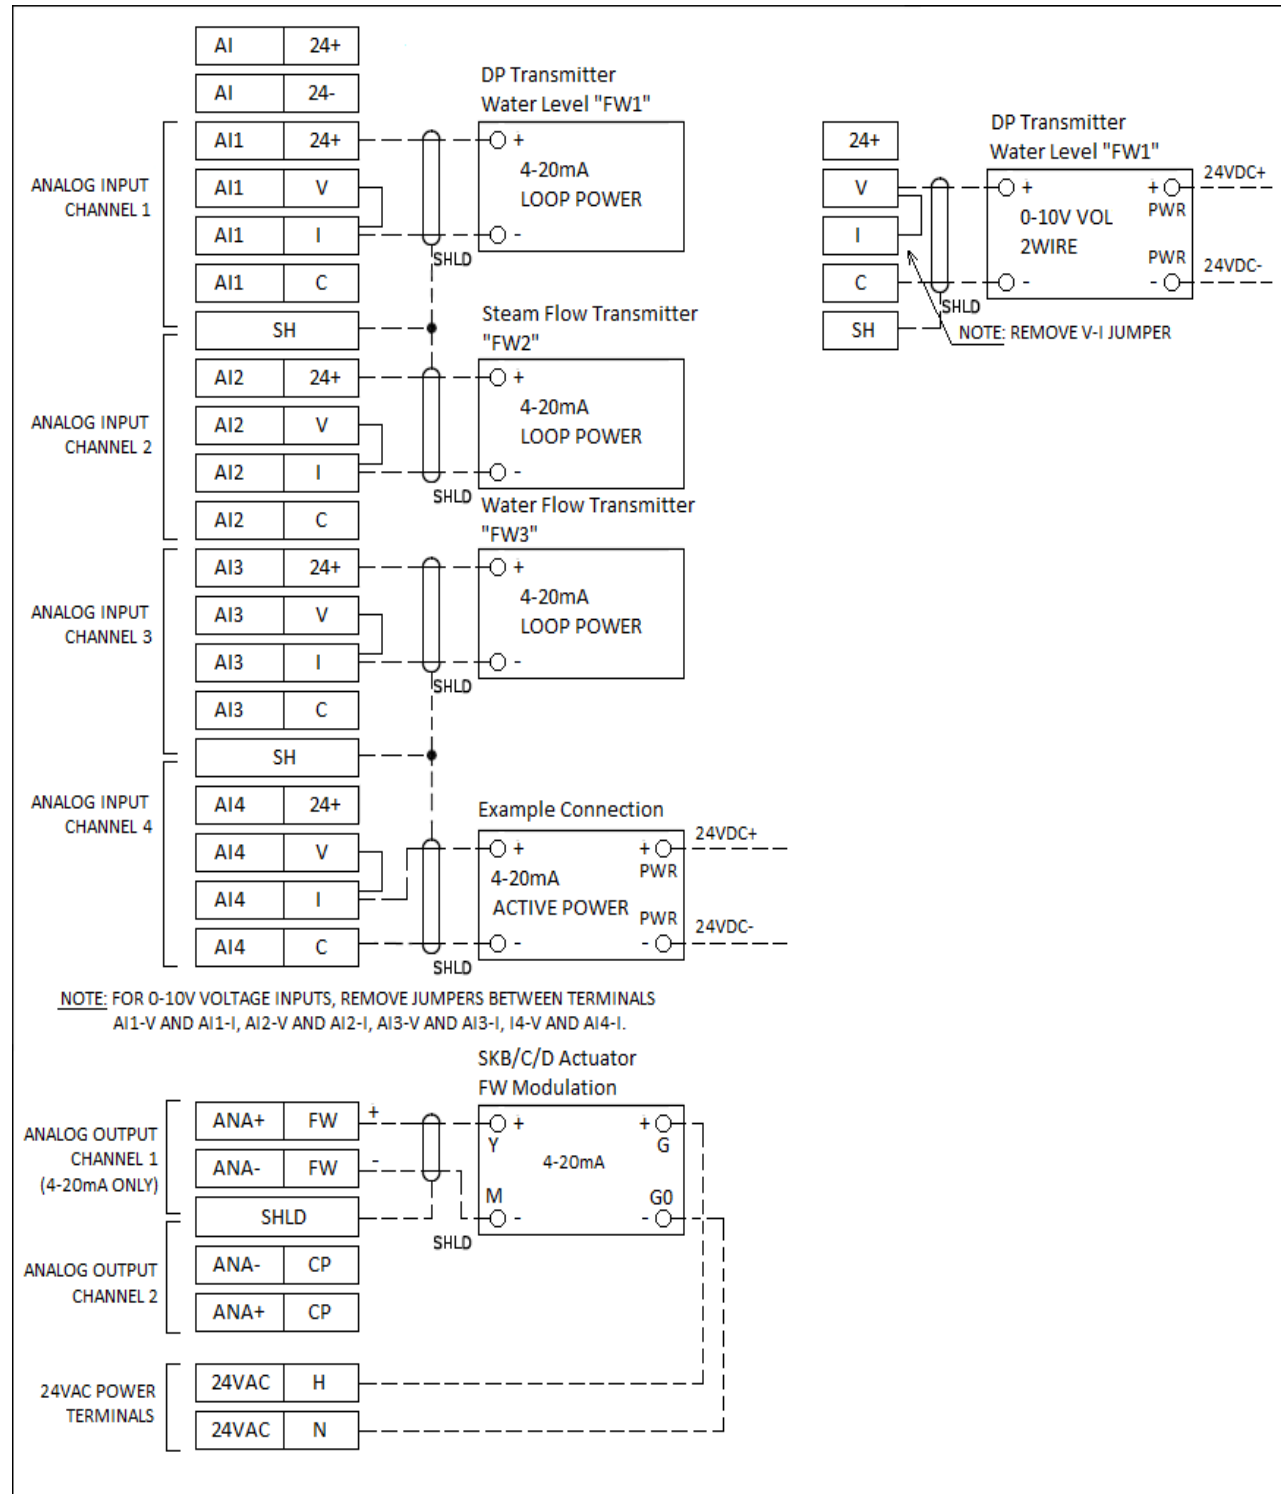 AI 24+
AI 24-
DP Transmitter
Water Level "FW1"
ANALOG INPUT
CHANNEL 1
AI1 24+
AI1 V
AI1 I
AI1 C
+
4-20mA
LOOP POWER
-
SHLD
SH
Steam Flow Transmitter
"FW2"
ANALOG INPUT
CHANNEL 2
AI2 24+
AI2 V
AI2 I
AI2 C
+
4-20mA
LOOP POWER
-
SHLD
Water Flow Transmitter
"FW3"
ANALOG INPUT
CHANNEL 3
AI3 24+
AI3 V
AI3 I
AI3 C
+
4-20mA
LOOP POWER
-
SHLD
SH
ANALOG INPUT
CHANNEL 4
AI4 24+
AI4 V
AI4 I
AI4 C
Example Connection
+ +
PWR
24VDC+
4-20mA
ACTIVE POWER
PWR
24VDC-
- -
SHLD
DP Transmitter
Water Level "FW1"
24+
V
I
C
SH
+ +
PWR
24VDC+
0-10V VOL
2WIRE
PWR
24VDC-
- -
SHLD
NOTE: REMOVE V-I JUMPER
NOTE: FOR 0-10V VOLTAGE INPUTS, REMOVE JUMPERS BETWEEN TERMINALS
AI1-V AND AI1-I, AI2-V AND AI2-I, AI3-V AND AI3-I, I4-V AND AI4-I.
SKB/C/D Actuator
FW Modulation
ANALOG OUTPUT
CHANNEL 1
(4-20mA ONLY)
ANA+ FW +
ANA- FW -
SHLD
+ +
Y G
4-20mA
M G0
- -
SHLD
ANALOG OUTPUT
CHANNEL 2
ANA- CP
ANA+ CP
24VAC POWER
TERMINALS
24VAC H
24VAC N